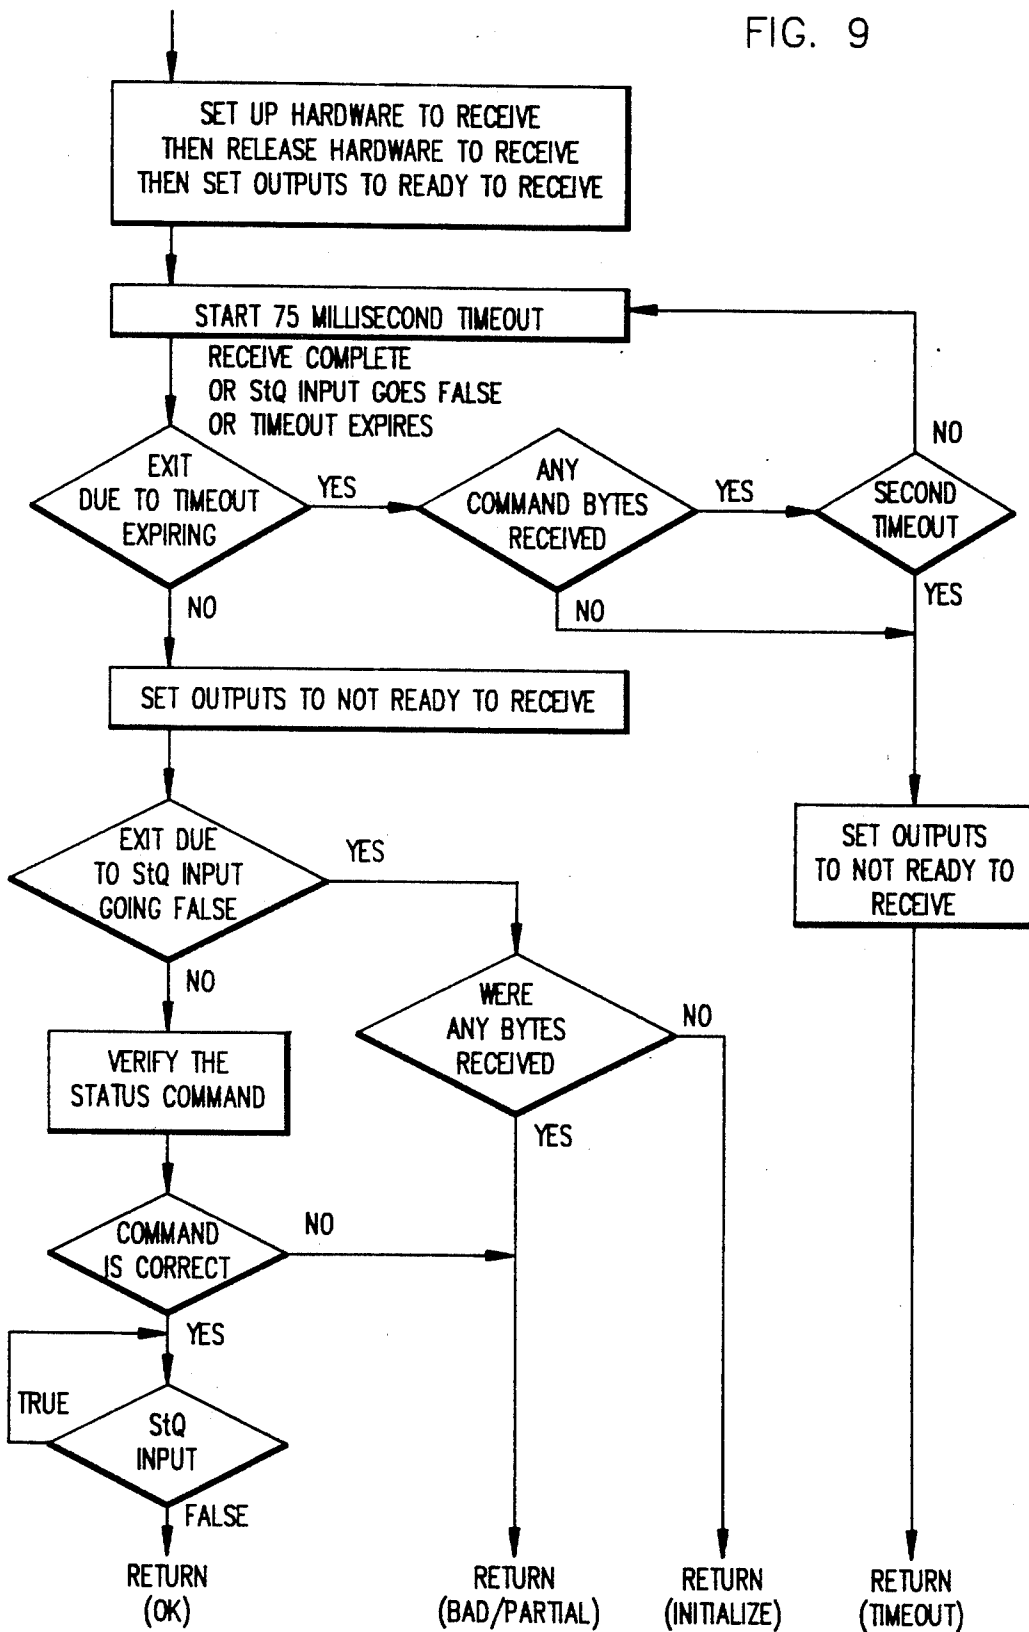 FIG. 9
SET UP HARDWARE TO RECEIVE
THEN RELEASE HARDWARE TO RECEIVE
THEN SET OUTPUTS TO READY TO RECEIVE
START 75 MILLISECOND TIMEOUT
RECEIVE COMPLETE
OR StQ INPUT GOES FALSE
OR TIMEOUT EXPIRES
EXIT
DUE TO TIMEOUT
EXPIRING
YES
ANY
COMMAND BYTES
RECEIVED
YES
SECOND
TIMEOUT
NO
NO
NO
YES
SET OUTPUTS TO NOT READY TO RECEIVE
EXIT DUE
TO StQ INPUT
GOING FALSE
YES
SET OUTPUTS
TO NOT READY TO
RECEIVE
NO
WERE
ANY BYTES
RECEIVED
NO
YES
VERIFY THE
STATUS COMMAND
COMMAND
IS CORRECT
NO
YES
TRUE
StQ
INPUT
FALSE
RETURN
(OK)
RETURN
(BAD/PARTIAL)
RETURN
(INITIALIZE)
RETURN
(TIMEOUT)